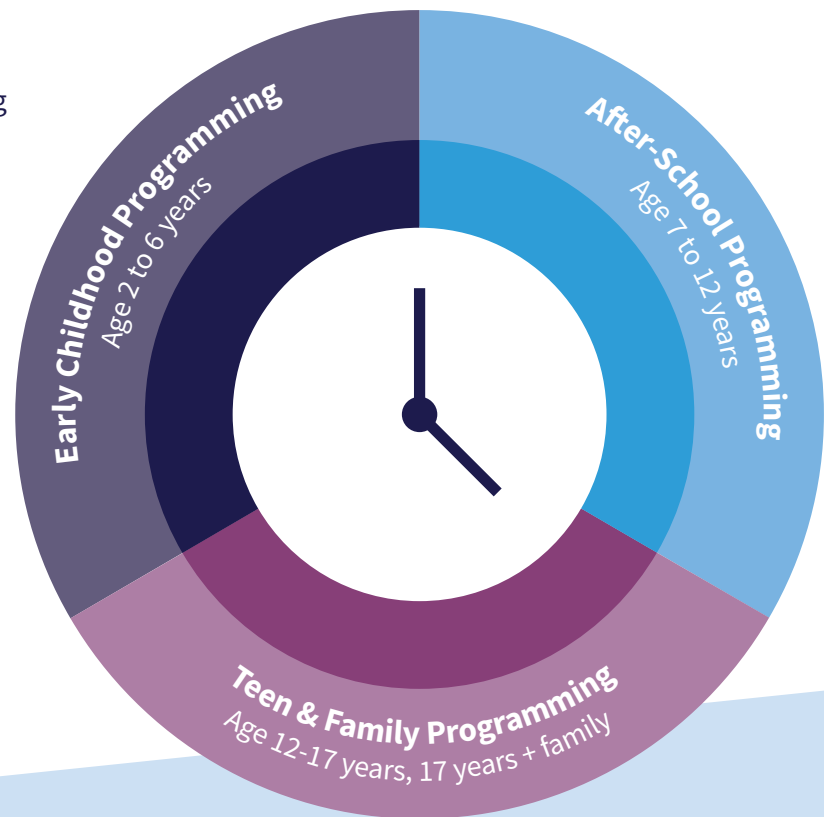 g
Early Childhood Programming
Age 2 to 6 years
After-School Programming
Age 7 to 12 years
Teen & Family Programming
Age 12-17 years, 17 years + family